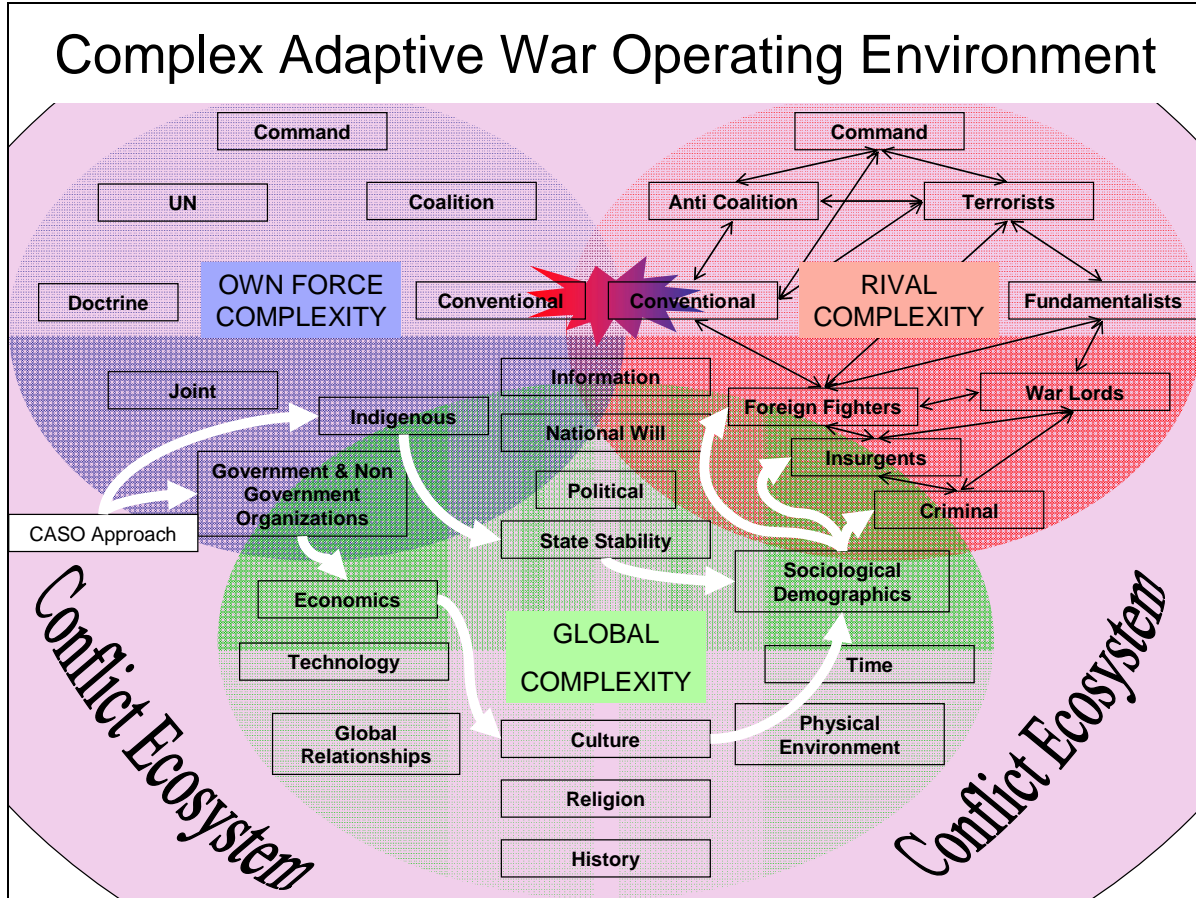 Complex Adaptive War Operating Environment
Command
Command
UN
Coalition
Anti Coalition
Terrorists
OWN FORCE
COMPLEXITY
RIVAL
COMPLEXITY
Doctrine
Conventional
Conventional
Fundamentalists
Joint
Information
Indigenous
Foreign Fighters
War Lords
National Will
Insurgents
Government & Non
Government
Organizations
Political
Criminal
CASO Approach
State Stability
Sociological
Demographics
Economics
GLOBAL
COMPLEXITY
Technology
Time
Global
Relationships
Culture
Physical
Environment
Religion
History
Conflict Ecosystem
Conflict Ecosystem